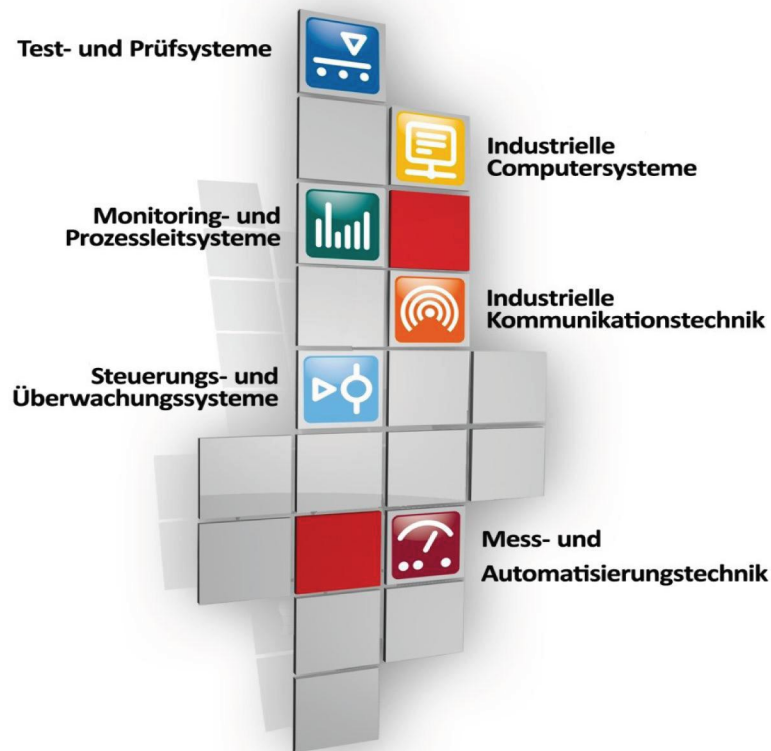 Test- und Prüfsysteme
Industrielle
Computersysteme
Monitoring- und
Prozessleitsysteme
Industrielle
Kommunikationstechnik
Steuerungs- und
Überwachungssysteme
Mess- und
Automatisierungstechnik